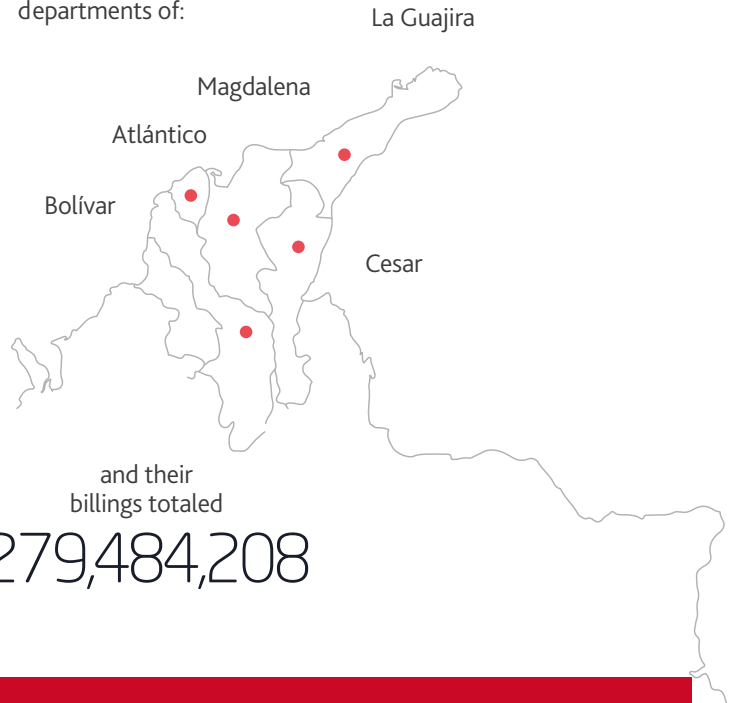 departments of:
La Guajira
Magdalena
Atlántico
Bolívar
Cesar
and their
billings totaled
279,484,208